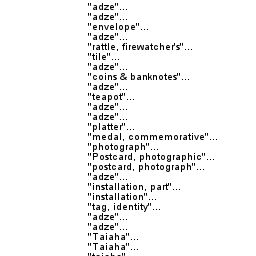 "adze"...
"adze"...
"envelope"...
"adze"...
"rattle, firewatcher's"...
"tile"...
"adze"...
"coins & banknotes"...
"adze"...
"teapot"...
"adze"...
"adze"...
"platter"...
"medal, commemorative"...
"photograph"...
"Postcard, photographic"...
"postcard, photograph"...
"adze"...
"installation, part"...
"installation"...
"tag, identity"...
"adze"...
"adze"...
"Taiaha"...
"Taiaha"...